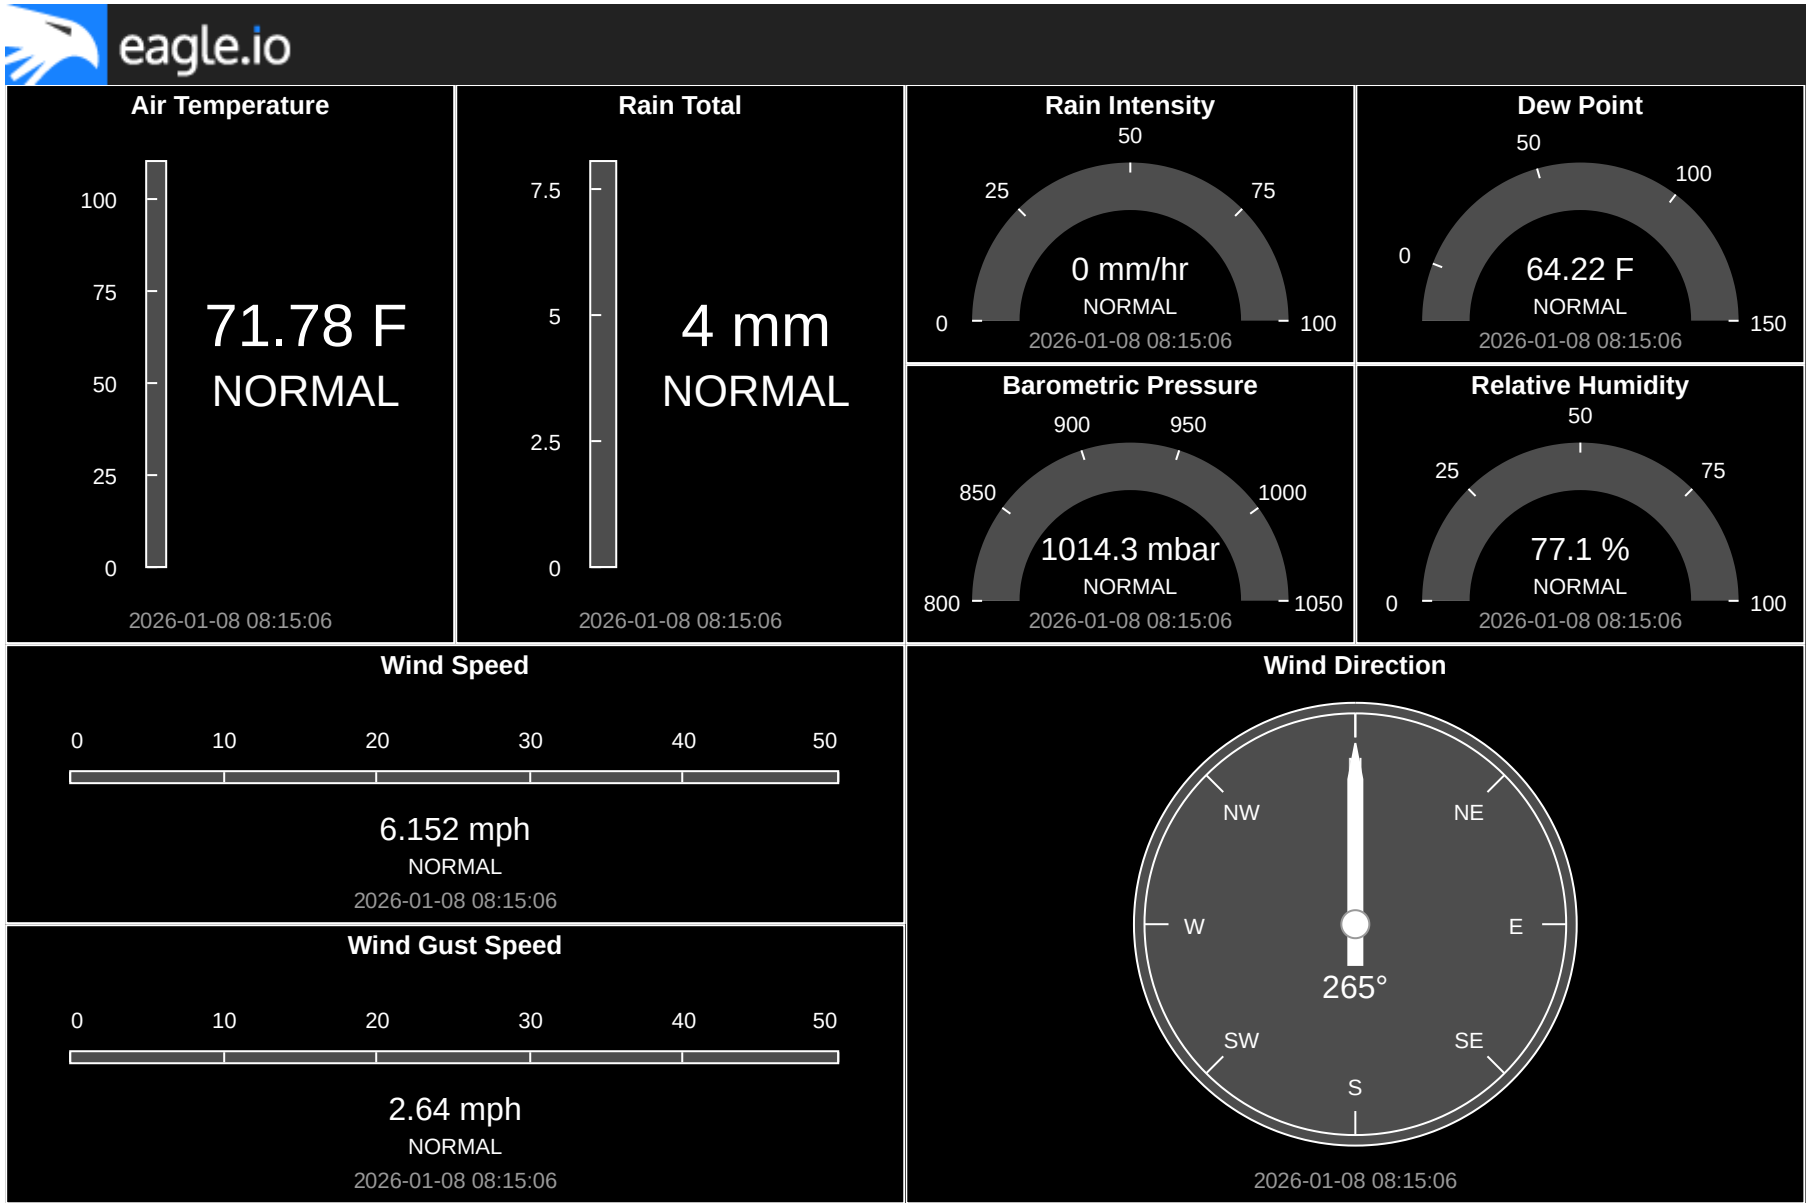 eagle.io
Air Temperature
100
75
50
25
0
71.78 F
NORMAL
2026-01-08 08:15:06
Rain Total
7.5
5
2.5
0
4 mm
NORMAL
2026-01-08 08:15:06
Rain Intensity
0
25
50
75
100
0 mm/hr
NORMAL
2026-01-08 08:15:06
Dew Point
0
50
100
150
64.22 F
NORMAL
2026-01-08 08:15:06
Barometric Pressure
800
850
900
950
1000
1050
1014.3 mbar
NORMAL
2026-01-08 08:15:06
Relative Humidity
0
25
50
75
100
77.1 %
NORMAL
2026-01-08 08:15:06
Wind Speed
0 10 20 30 40 50
6.152 mph
NORMAL
2026-01-08 08:15:06
Wind Gust Speed
0 10 20 30 40 50
2.64 mph
NORMAL
2026-01-08 08:15:06
Wind Direction
NW NE
W E
265°
SW SE
S
2026-01-08 08:15:06